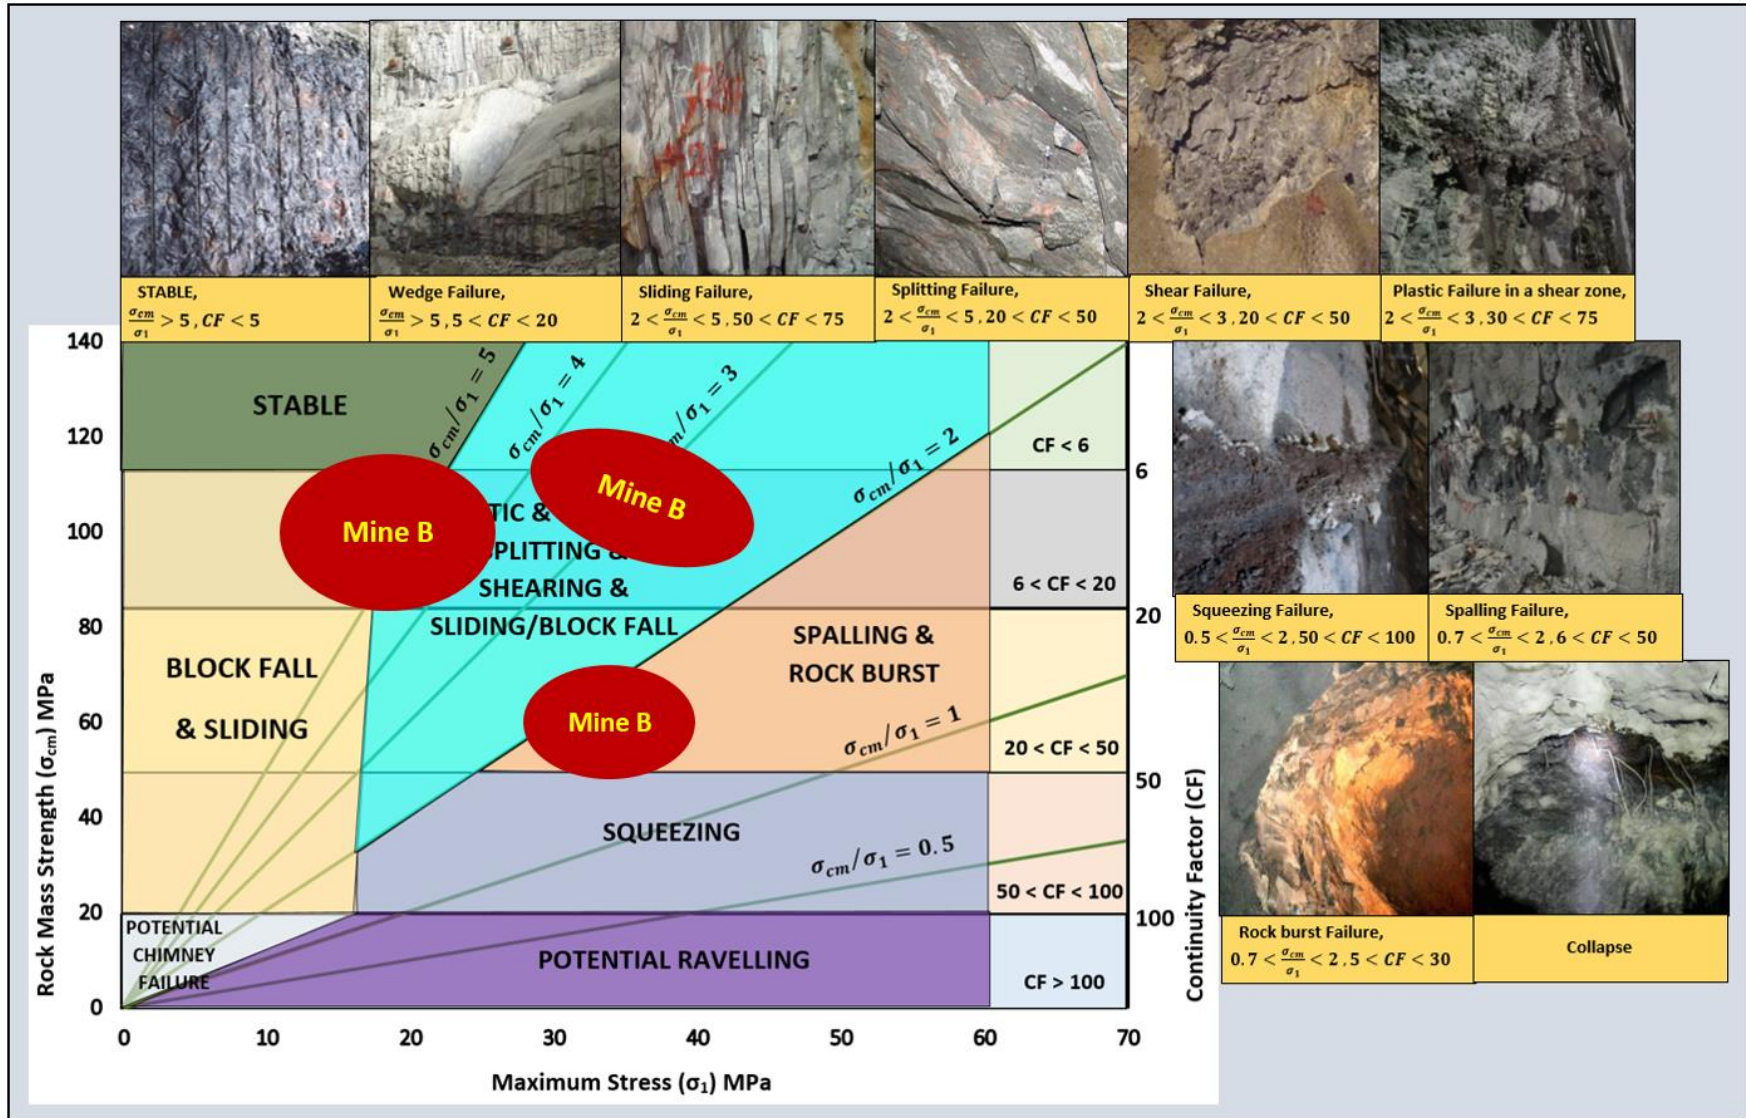 STABLE,
σcm/σ1 > 5 , CF < 5
Wedge Failure,
σcm/σ1 > 5 , 5 < CF < 20
Sliding Failure,
2 < σcm/σ1 < 5 , 50 < CF < 75
Splitting Failure,
2 < σcm/σ1 < 5 , 20 < CF < 50
Shear Failure,
2 < σcm/σ1 < 3 , 20 < CF < 50
Plastic Failure in a shear zone,
2 < σcm/σ1 < 3 , 30 < CF < 75
Squeezing Failure,
0.5 < σcm/σ1 < 2 , 50 < CF < 100
Spalling Failure,
0.7 < σcm/σ1 < 2 , 6 < CF < 50
Rock burst Failure,
0.7 < σcm/σ1 < 2 , 5 < CF < 30
Collapse
Rock Mass Strength (σcm) MPa
140
120
100
80
60
40
20
0
STABLE
σcm/σ1 = 5
σcm/σ1 = 4
m/σ1 = 3
σcm/σ1 = 2
σcm/σ1 = 1
σcm/σ1 = 0.5
Mine B
Mine B
Mine B
TIC &
PLITTING &
SHEARING &
SLIDING/BLOCK FALL
BLOCK FALL
& SLIDING
SPALLING &
ROCK BURST
SQUEEZING
POTENTIAL
CHIMNEY
FAILURE
POTENTIAL RAVELLING
CF < 6
6 < CF < 20
20 < CF < 50
50 < CF < 100
CF > 100
6
20
50
100
Continuity Factor (CF)
0 10 20 30 40 50 60 70
Maximum Stress (σ1) MPa